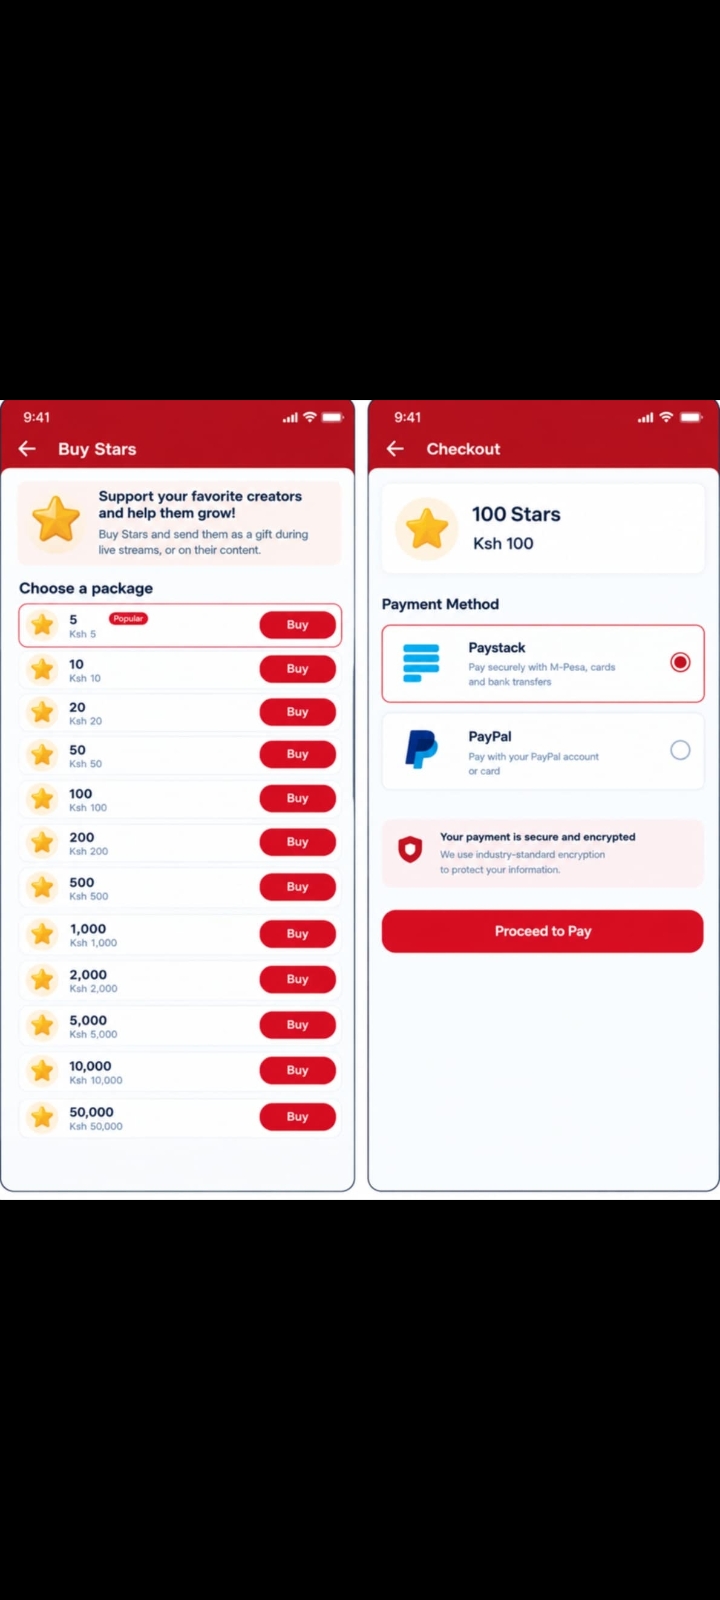 9:41
Buy Stars
Support your favorite creators
and help them grow!
Buy Stars and send them as a gift during
live streams, or on their content.
Choose a package
5 Popular
Ksh 5
Buy
10
Ksh 10
Buy
20
Ksh 20
Buy
50
Ksh 50
Buy
100
Ksh 100
Buy
200
Ksh 200
Buy
500
Ksh 500
Buy
1,000
Ksh 1,000
Buy
2,000
Ksh 2,000
Buy
5,000
Ksh 5,000
Buy
10,000
Ksh 10,000
Buy
50,000
Ksh 50,000
Buy
9:41
Checkout
100 Stars
Ksh 100
Payment Method
Paystack
Pay securely with M-Pesa, cards
and bank transfers
PayPal
Pay with your PayPal account
or card
Your payment is secure and encrypted
We use industry-standard encryption
to protect your information.
Proceed to Pay